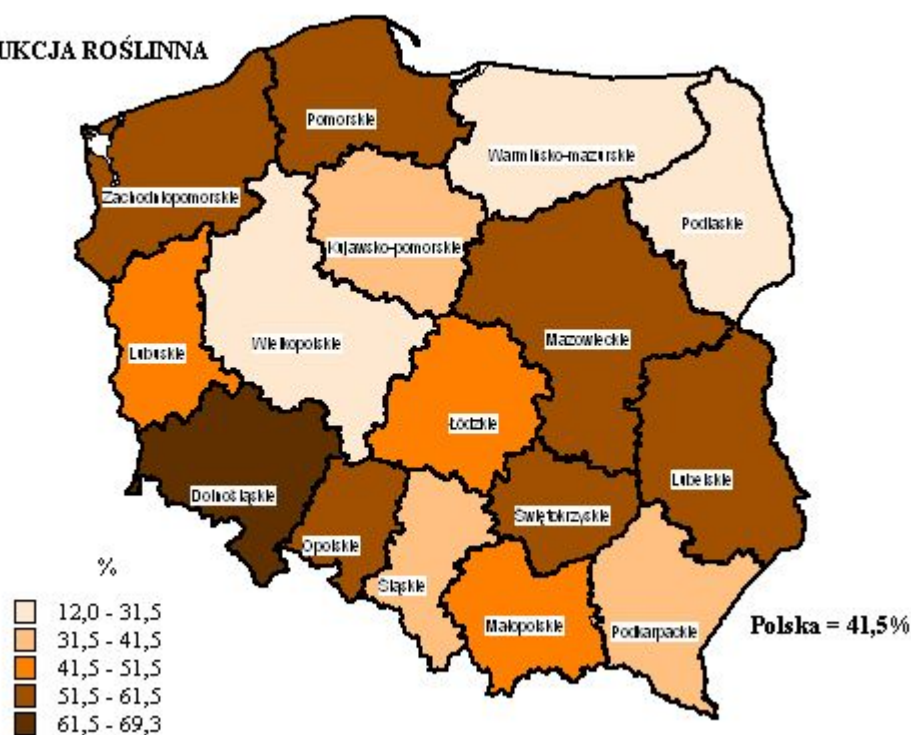 UKCJA ROŚLINNA
Pomorskie
Warmińsko-mazurskie
Zachodniopomorskie
Podlaskie
Kujawsko-pomorskie
Lubuskie
Wielkopolskie
Mazowieckie
Łódzkie
Dolnośląskie
Lubelskie
Świętokrzyskie
Opolskie
Śląskie
Małopolskie
Podkarpackie
Polska = 41,5%
%
12,0 - 31,5
31,5 - 41,5
41,5 - 51,5
51,5 - 61,5
61,5 - 69,3